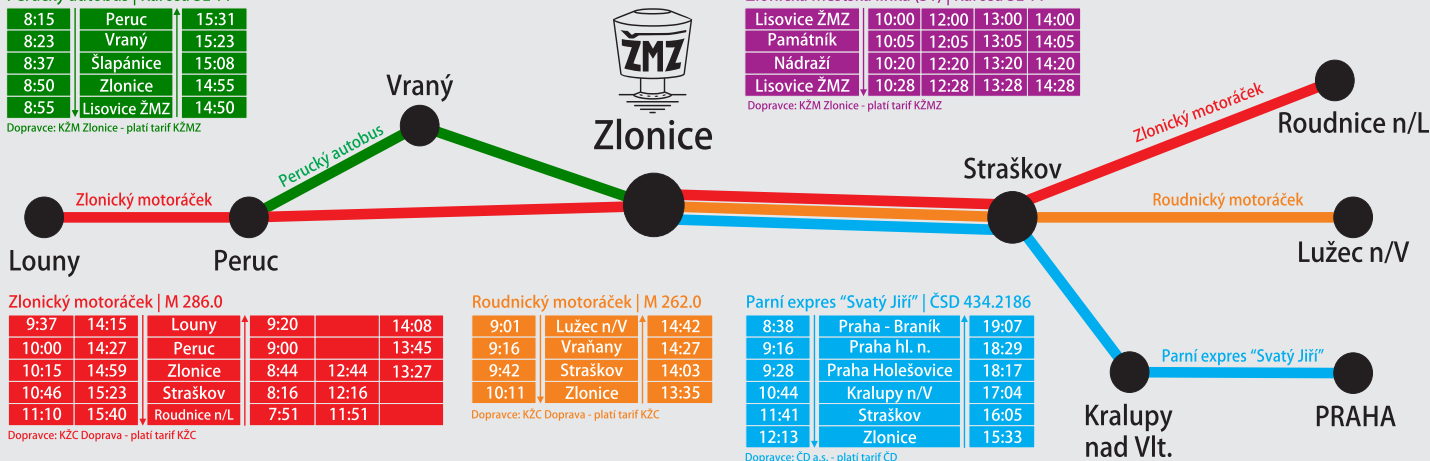 8:15 Peruc 15:31
8:23 Vraný 15:23
8:37 Šlapánice 15:08
8:50 Zlonice 14:55
8:55 Lisovice ŽMZ 14:50
Dopravce: KŽM Zlonice - platí tarif KŽMZ
ŽMZ
Zlonice
Lisovice ŽMZ 10:00 12:00 13:00 14:00
Památník 10:05 12:05 13:05 14:05
Nádraží 10:20 12:20 13:20 14:20
Lisovice ŽMZ 10:28 12:28 13:28 14:28
Dopravce: KŽM Zlonice - platí tarif KŽMZ
Vraný
Perucký autobus
Zlonický motoráček
Louny
Peruc
Straškov
Zlonický motoráček
Roudnice n/L
Roudnický motoráček
Lužec n/V
Parní expres “Svatý Jiří”
Kralupy
nad Vlt.
PRAHA
Zlonický motoráček | M 286.0
9:37 14:15 Louny 9:20 14:08
10:00 14:27 Peruc 9:00 13:45
10:15 14:59 Zlonice 8:44 12:44 13:27
10:46 15:23 Straškov 8:16 12:16
11:10 15:40 Roudnice n/L 7:51 11:51
Dopravce: KŽC Doprava - platí tarif KŽC
Roudnický motoráček | M 262.0
9:01 Lužec n/V 14:42
9:16 Vraňany 14:27
9:42 Straškov 14:03
10:11 Zlonice 13:35
Dopravce: KŽC Doprava - platí tarif KŽC
Parní expres “Svatý Jiří” | ČSD 434.2186
8:38 Praha - Braník 19:07
9:16 Praha hl. n. 18:29
9:28 Praha Holešovice 18:17
10:44 Kralupy n/V 17:04
11:41 Straškov 16:05
12:13 Zlonice 15:33
Dopravce: ČD a.s. - platí tarif ČD